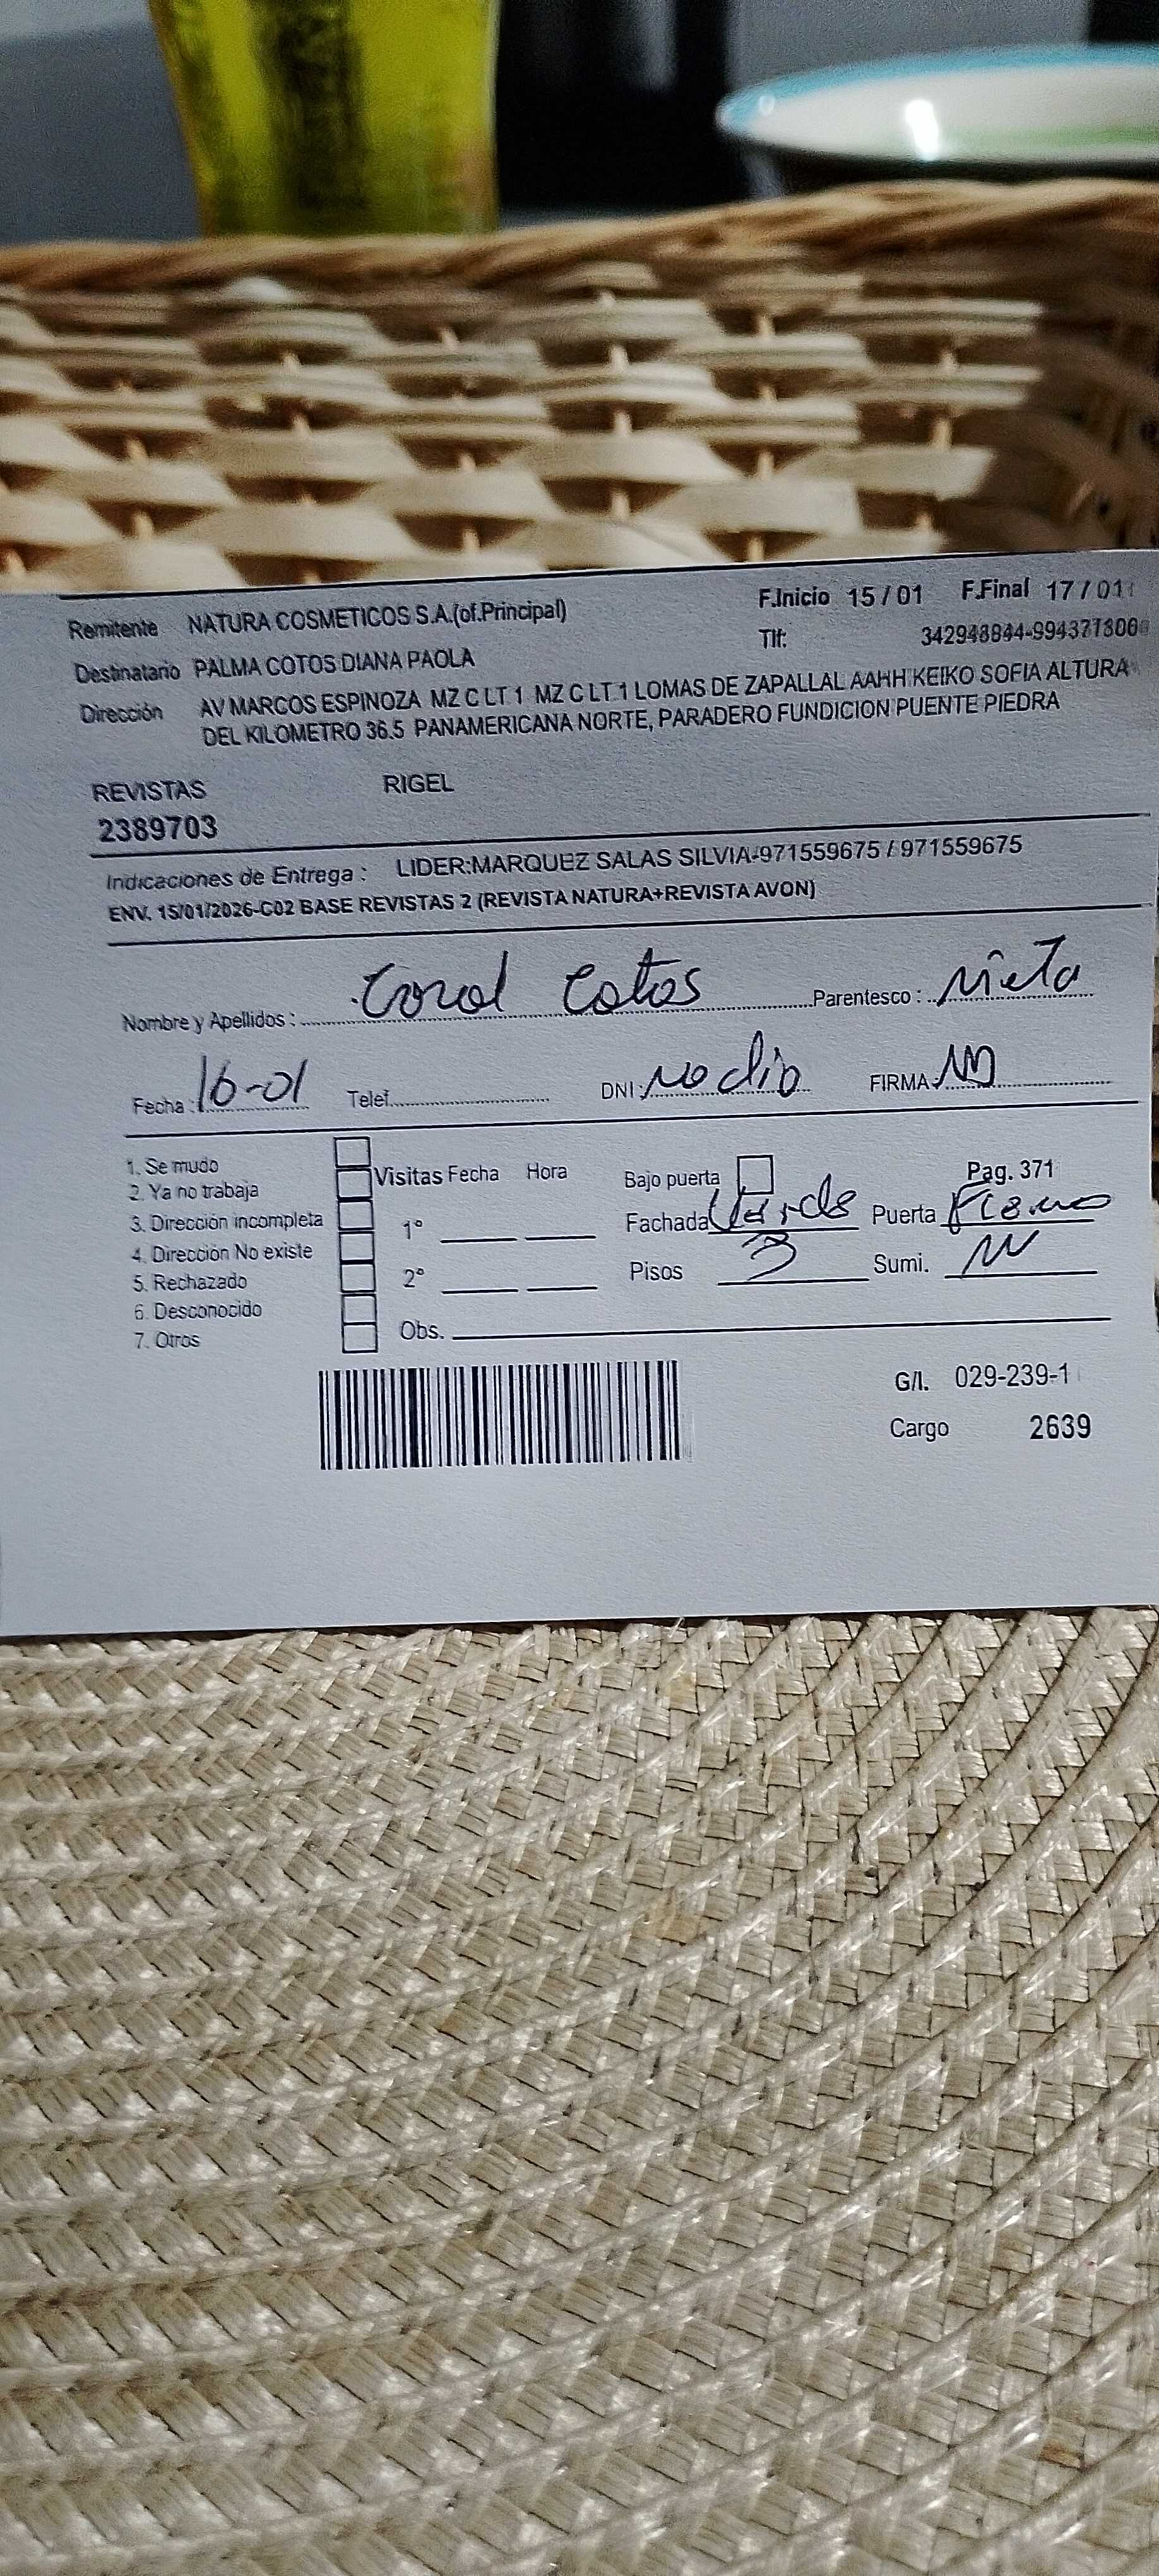 Remitente NATURA COSMETICOS S.A.(of.Principal) F.Inicio 15 / 01 F.Final 17 / 01
Destinatario PALMA COTOS DIANA PAOLA Tlf:
Dirección AV MARCOS ESPINOZA MZ C LT 1 MZ C LT 1 LOMAS DE ZAPALLAL AAHH KEIKO SOFIA ALTURA
DEL KILOMETRO 36.5 PANAMERICANA NORTE, PARADERO FUNDICION PUENTE PIEDRA
REVISTAS RIGEL
2389703
Indicaciones de Entrega : LIDER:MARQUEZ SALAS SILVIA-971559675 / 971559675
ENV. 15/01/2026-C02 BASE REVISTAS 2 (REVISTA NATURA+REVISTA AVON)
Nombre y Apellidos : Coral Cotos Parentesco : Nieta
Fecha : 16-01 Telef. DNI : No dio FIRMA
1. Se mudo
2. Ya no trabaja Visitas Fecha Hora Bajo puerta Pag. 371
3. Dirección incompleta 1° Fachada Verde Puerta Fierro
4. Dirección No existe
5. Rechazado 2° Pisos 3 Sumi.
6. Desconocido
7. Otros Obs.
G/I. 029-239-1
Cargo 2639